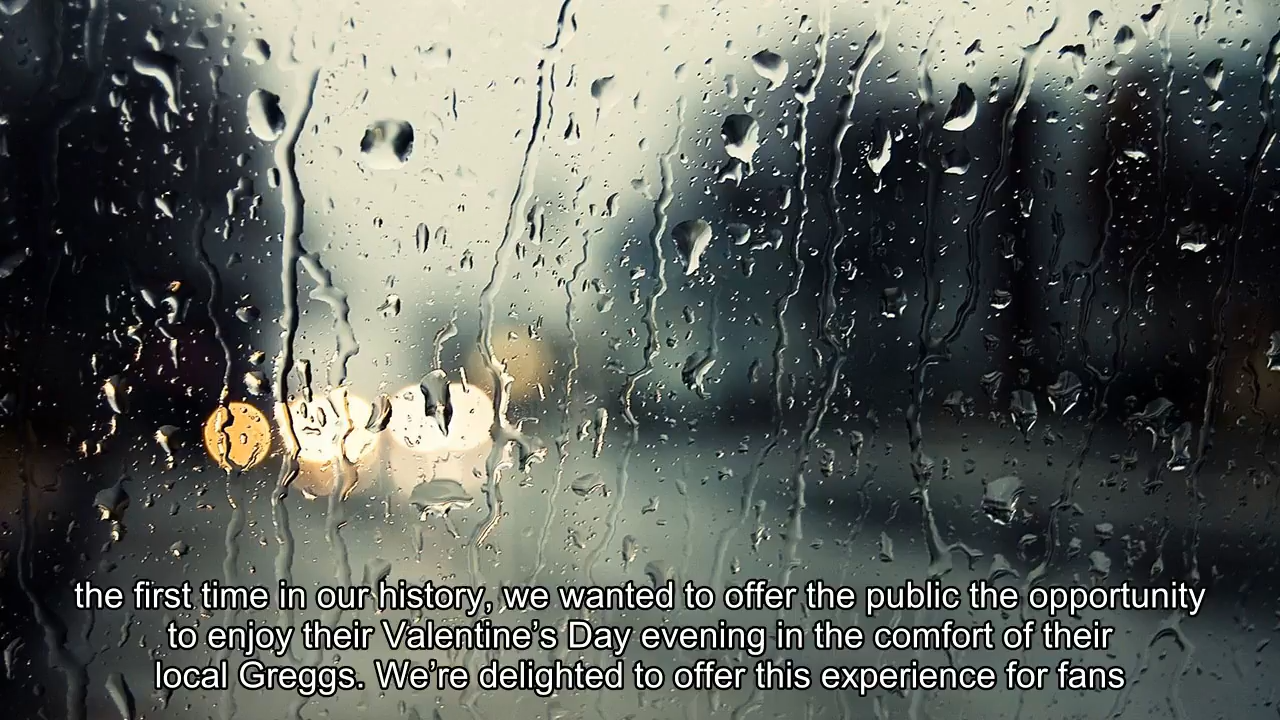 the first time in our history, we wanted to offer the public the opportunity
to enjoy their Valentine’s Day evening in the comfort of their
local Greggs. We’re delighted to offer this experience for fans